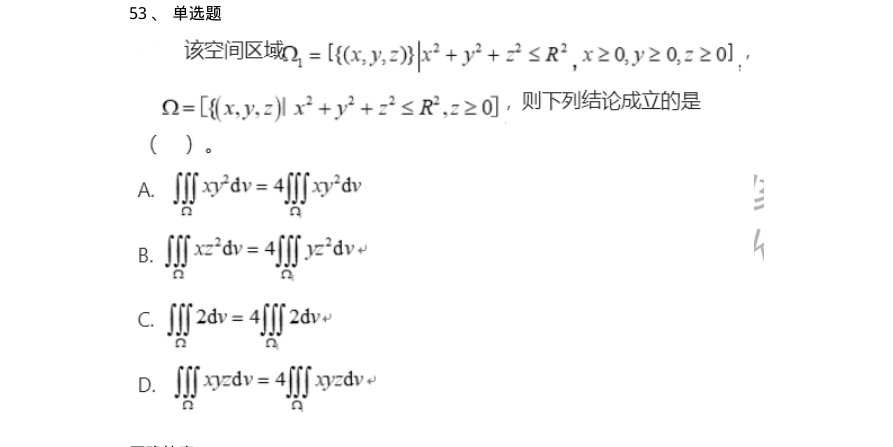 53 、 单选题
该空间区域Ω₁ = [{(x, y, z)}|x² + y² + z² ≤ R² , x ≥ 0, y ≥ 0, z ≥ 0] ,
Ω = [{(x, y, z)| x² + y² + z² ≤ R², z ≥ 0] , 则下列结论成立的是
( ) 。
A. ∭_Ω xy²dv = 4∭_Ω₁ xy²dv
B. ∭_Ω xz²dv = 4∭_Ω₁ yz²dv↵
C. ∭_Ω 2dv = 4∭_Ω₁ 2dv↵
D. ∭_Ω xyzdv = 4∭_Ω₁ xyzdv↵